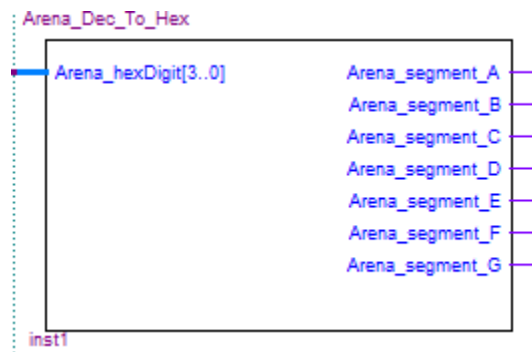 Arena_Dec_To_Hex
Arena_hexDigit[3..0] Arena_segment_A
Arena_segment_B
Arena_segment_C
Arena_segment_D
Arena_segment_E
Arena_segment_F
Arena_segment_G
inst1